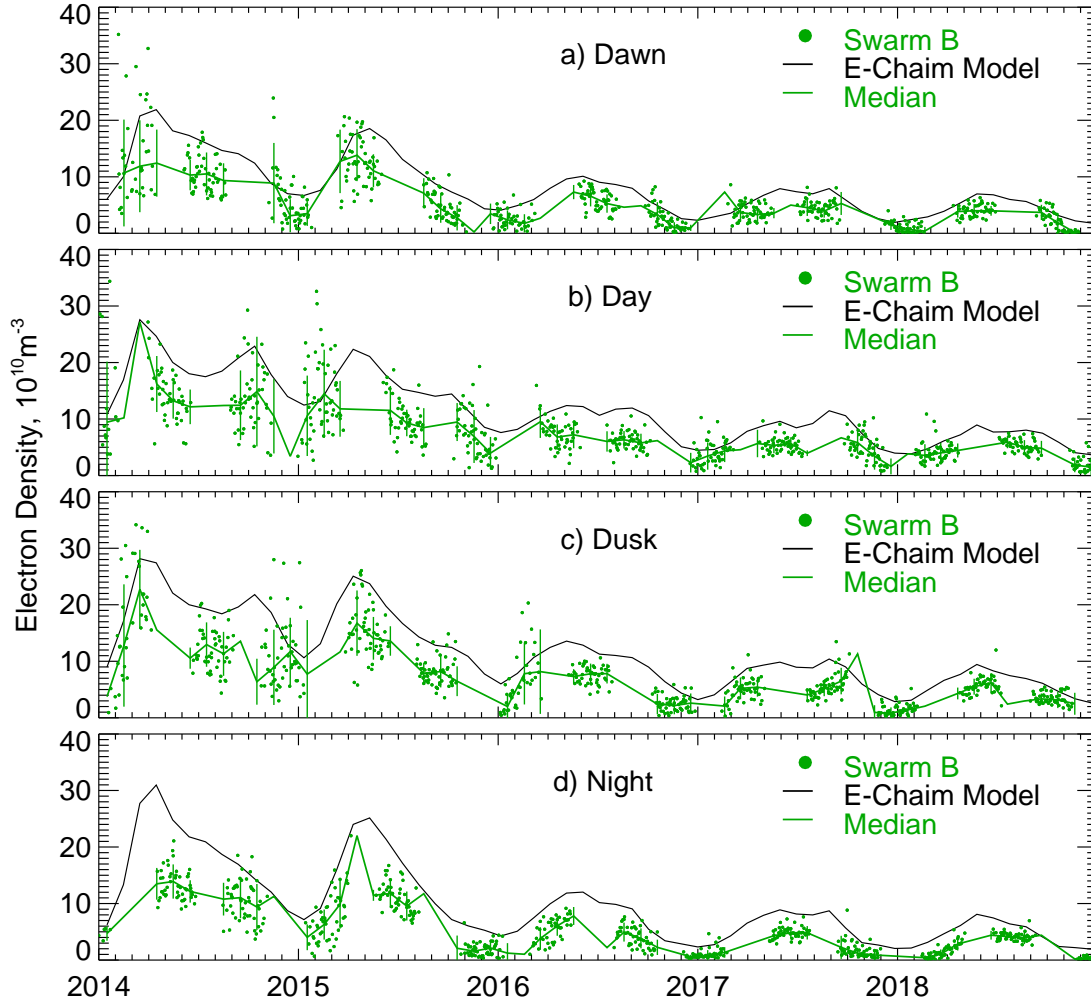 40
30
20
10
0
a) Dawn
Swarm B
E-Chaim Model
Median
40
30
20
10
0
b) Day
Swarm B
E-Chaim Model
Median
Electron Density, 10¹⁰m⁻³
40
30
20
10
0
c) Dusk
Swarm B
E-Chaim Model
Median
40
30
20
10
0
d) Night
Swarm B
E-Chaim Model
Median
2014 2015 2016 2017 2018